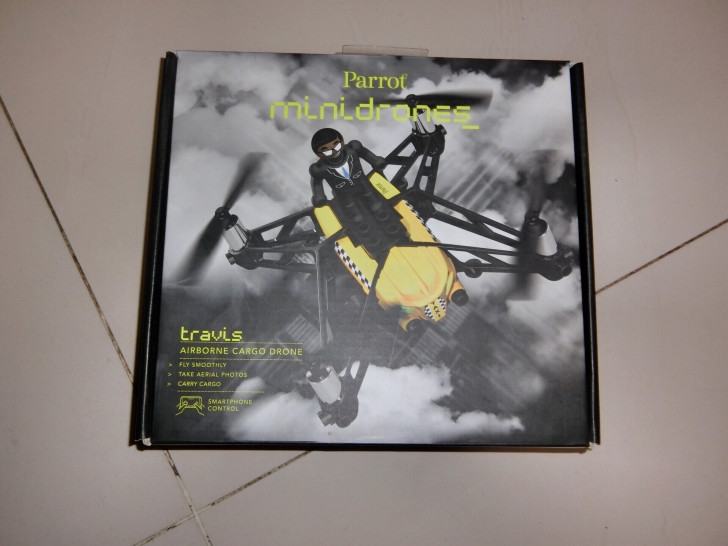 Parrot
minidrones_
travis
AIRBORNE CARGO DRONE
> FLY SMOOTHLY
> TAKE AERIAL PHOTOS
> CARRY CARGO
SMARTPHONE
CONTROL